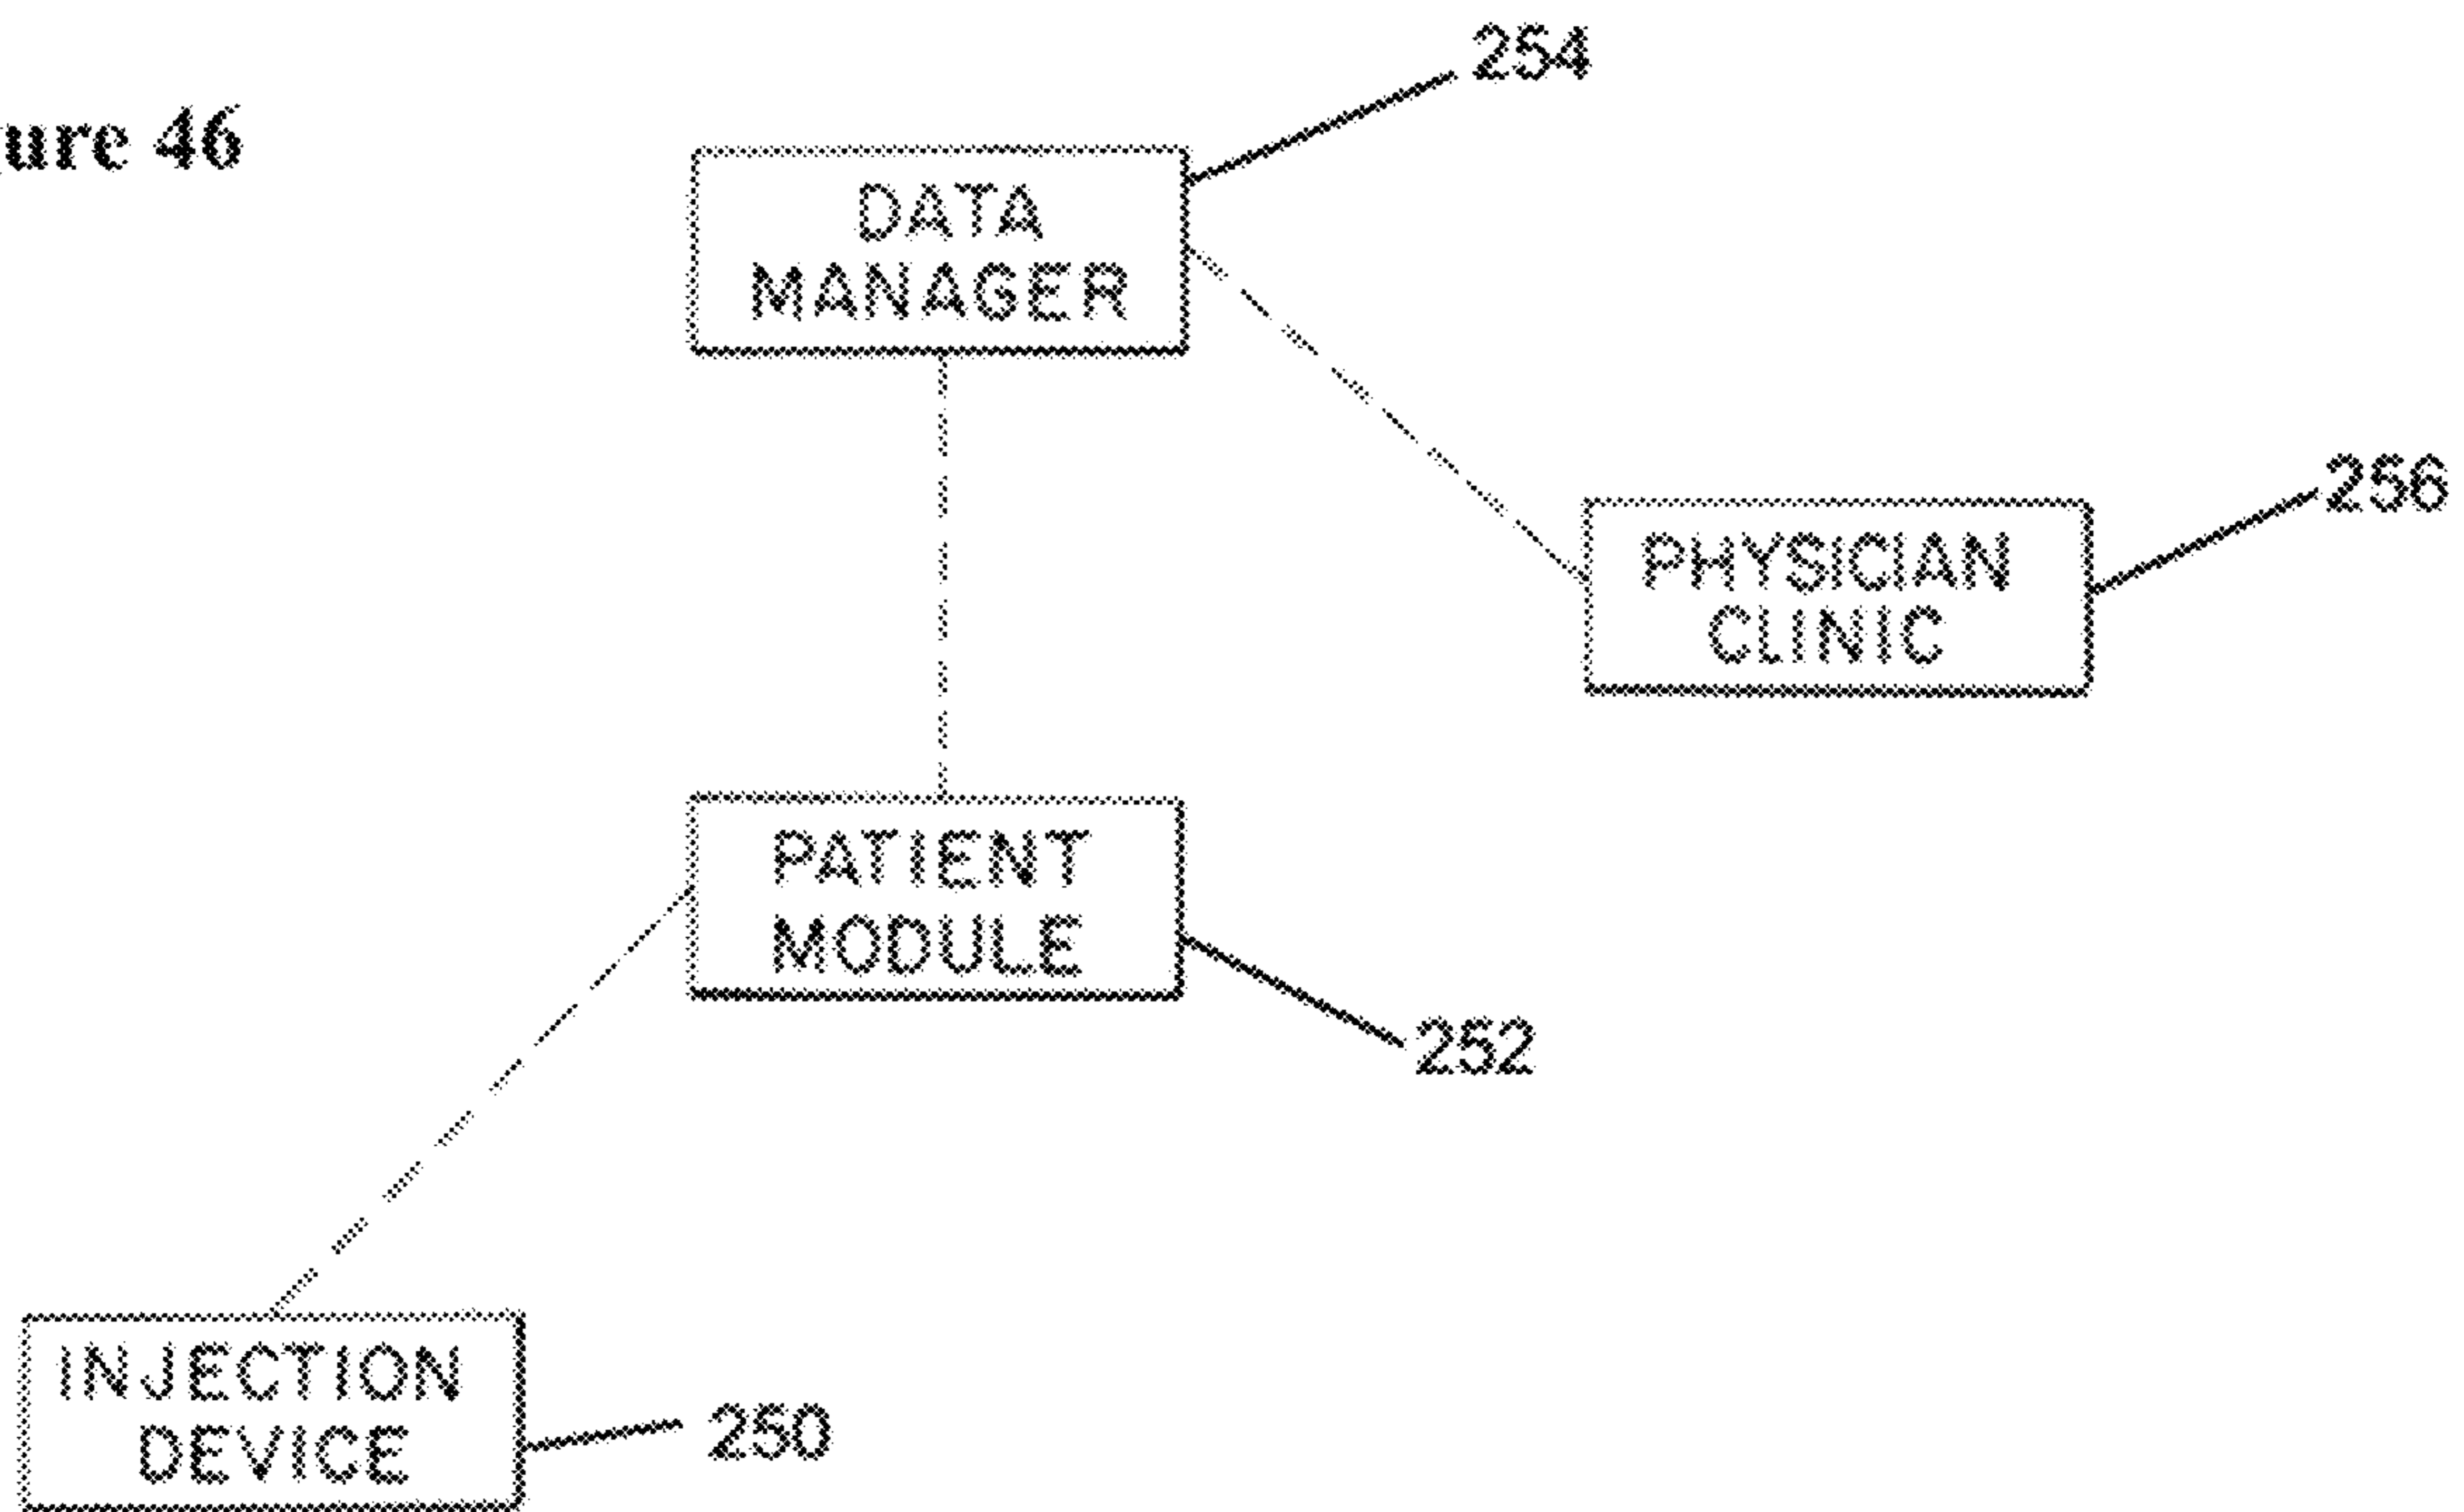 ure 46
254
DATA
MANAGER
256
PHYSICIAN
CLINIC
PATIENT
MODULE
252
INJECTION
DEVICE
250